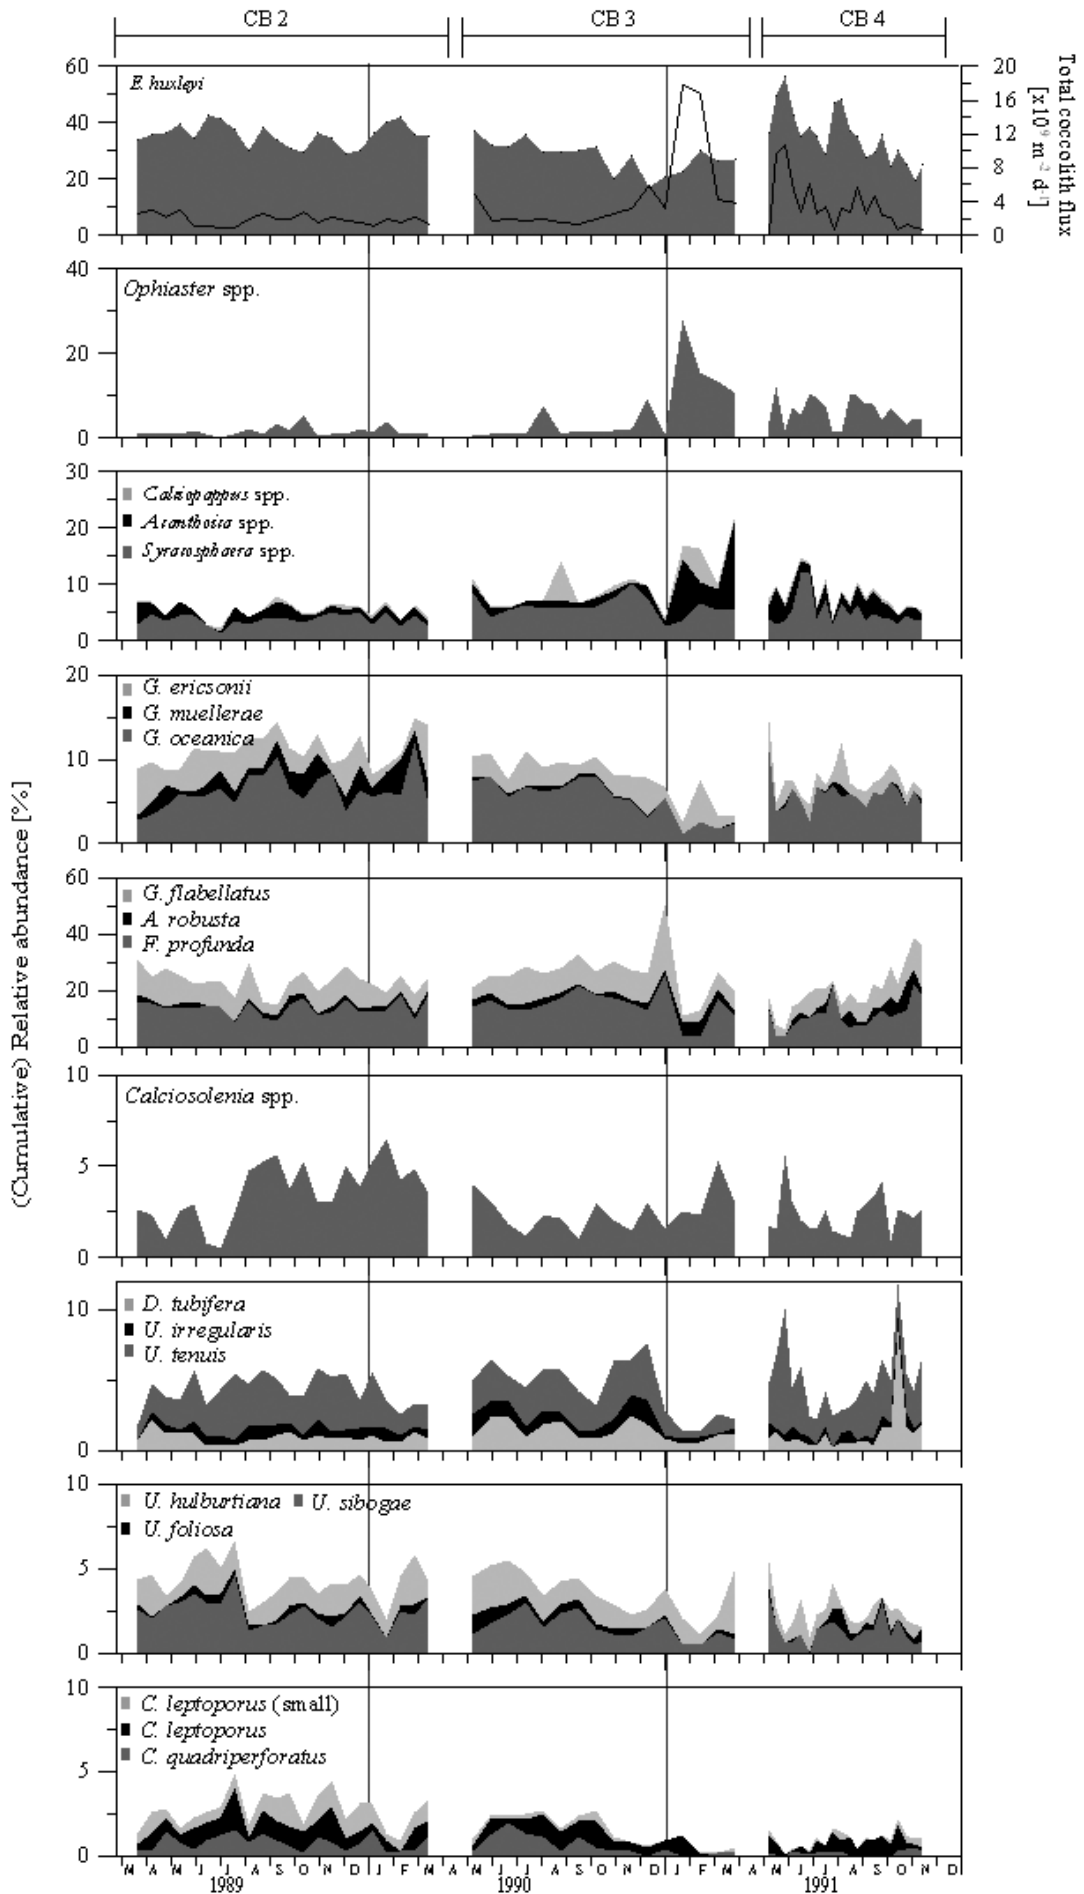 CB 2 CB 3 CB 4
60 40 20 0
E. huxleyi
20 16 12 8 4 0
Total coccolith flux
[x10⁹ m⁻² d⁻¹]
40 20 0
Ophiaster spp.
30 20 10 0
Calciopappus spp.
Acanthoica spp.
Syracosphaera spp.
20 10 0
G. ericsonii
G. muellerae
G. oceanica
(Cumulative) Relative abundance [%]
60 40 20 0
G. flabellatus
A. robusta
F. profunda
10 5 0
Calciosolenia spp.
10 0
D. tubifera
U. irregularis
U. tenuis
10 5 0
U. hulburtiana U. sibogae
U. foliosa
10 5 0
C. leptoporus (small)
C. leptoporus
C. quadriperforatus
M A M J J A S O N D J F M A M J J A S O N D J F M A M J J A S O N D
1989 1990 1991